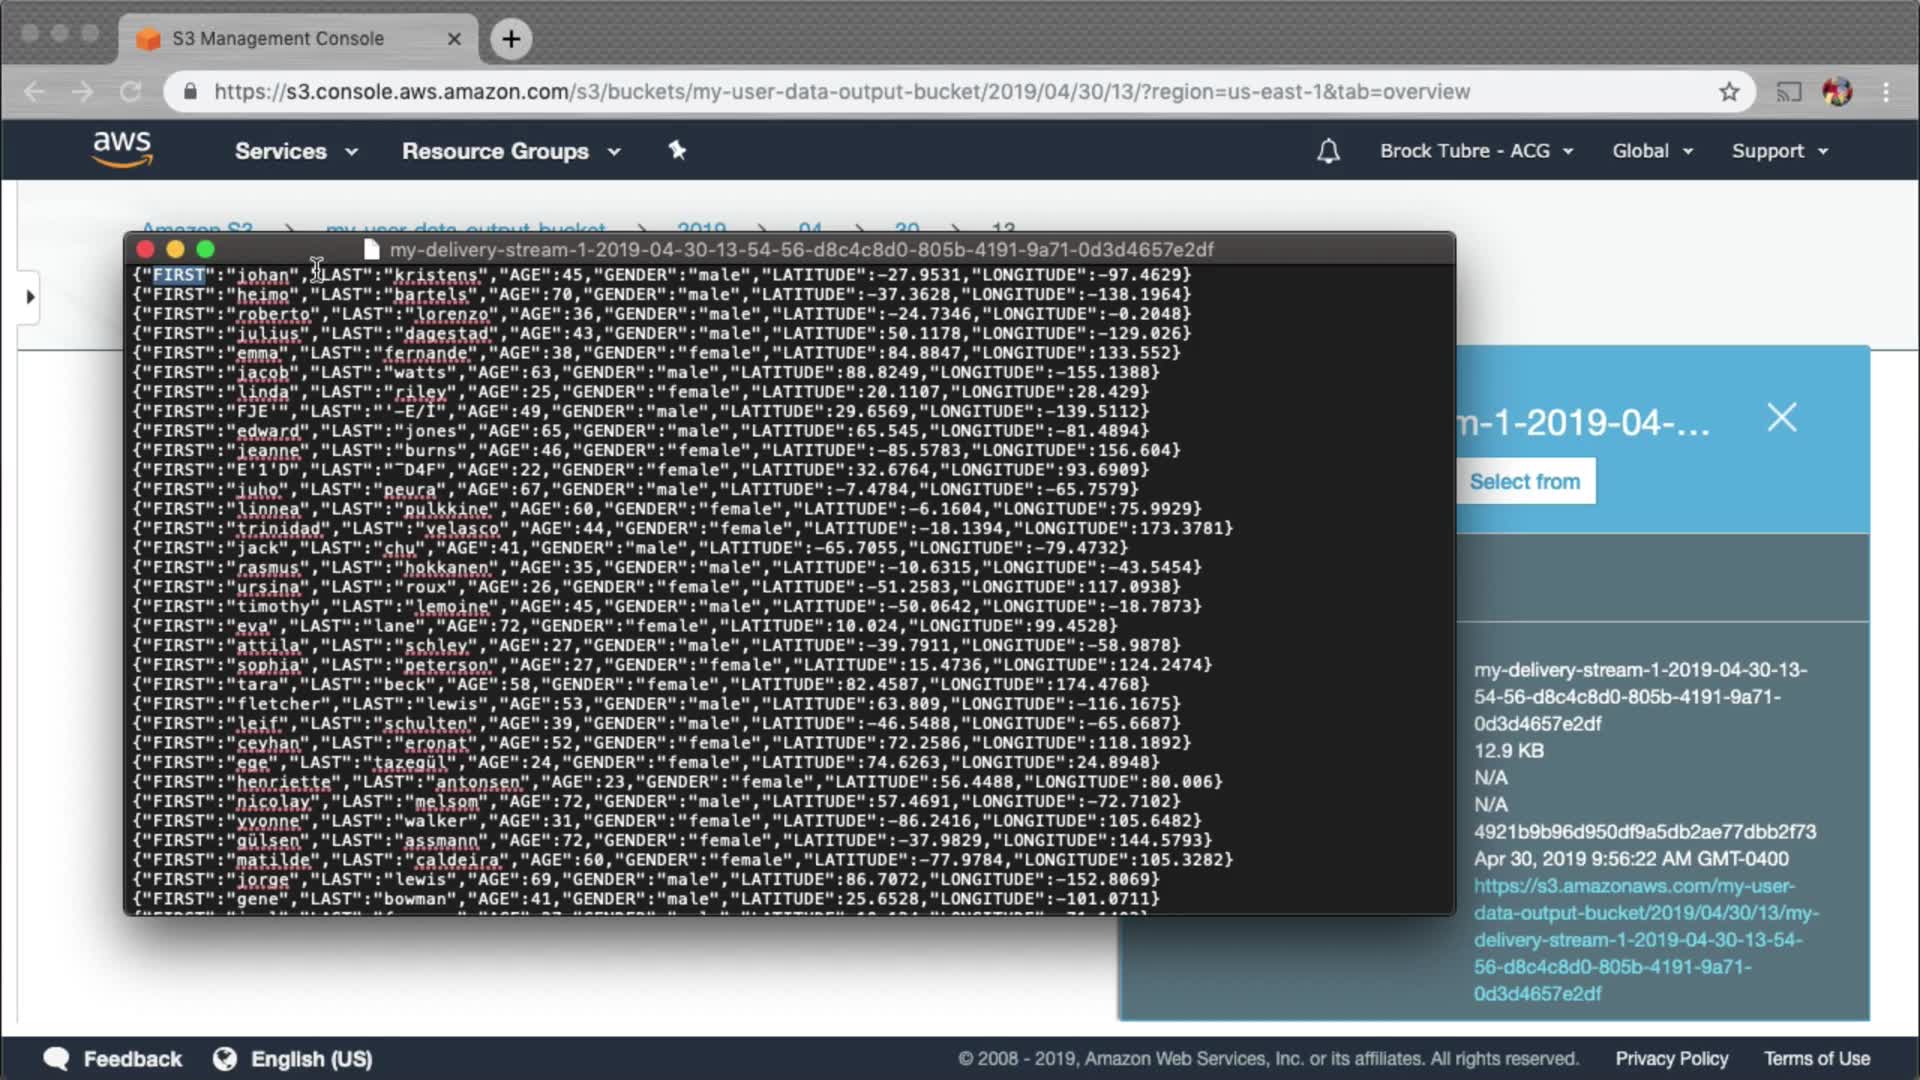 S3 Management Console
https://s3.console.aws.amazon.com/s3/buckets/my-user-data-output-bucket/2019/04/30/13/?region=us-east-1&tab=overview
aws Services Resource Groups Brock Tubre - ACG Global Support
Amazon S3 my-user-data-output-bucket 2019 04 30 13
my-delivery-stream-1-2019-04-30-13-54-56-d8c4c8d0-805b-4191-9a71-0d3d4657e2df
{"FIRST":"johan","LAST":"kristens","AGE":45,"GENDER":"male","LATITUDE":-27.9531,"LONGITUDE":-97.4629}
{"FIRST":"heimo","LAST":"bartels","AGE":70,"GENDER":"male","LATITUDE":-37.3628,"LONGITUDE":-138.1964}
{"FIRST":"roberto","LAST":"lorenzo","AGE":36,"GENDER":"male","LATITUDE":-24.7346,"LONGITUDE":-0.2048}
{"FIRST":"julius","LAST":"dagestad","AGE":43,"GENDER":"male","LATITUDE":50.1178,"LONGITUDE":-129.026}
{"FIRST":"emma","LAST":"fernande","AGE":38,"GENDER":"female","LATITUDE":84.8847,"LONGITUDE":133.552}
{"FIRST":"jacob","LAST":"watts","AGE":63,"GENDER":"male","LATITUDE":88.8249,"LONGITUDE":-155.1388}
{"FIRST":"linda","LAST":"riley","AGE":25,"GENDER":"female","LATITUDE":20.1107,"LONGITUDE":28.429}
{"FIRST":"FJE'","LAST":"'-E/I","AGE":49,"GENDER":"male","LATITUDE":29.6569,"LONGITUDE":-139.5112}
{"FIRST":"edward","LAST":"jones","AGE":65,"GENDER":"male","LATITUDE":65.545,"LONGITUDE":-81.4894}
{"FIRST":"jeanne","LAST":"burns","AGE":46,"GENDER":"female","LATITUDE":-85.5783,"LONGITUDE":156.604}
{"FIRST":"E'1'D","LAST":"¯D4F","AGE":22,"GENDER":"female","LATITUDE":32.6764,"LONGITUDE":93.6909}
{"FIRST":"juho","LAST":"peura","AGE":67,"GENDER":"male","LATITUDE":-7.4784,"LONGITUDE":-65.7579}
{"FIRST":"linnea","LAST":"pulkkine","AGE":60,"GENDER":"female","LATITUDE":-6.1604,"LONGITUDE":75.9929}
{"FIRST":"trinidad","LAST":"velasco","AGE":44,"GENDER":"female","LATITUDE":-18.1394,"LONGITUDE":173.3781}
{"FIRST":"jack","LAST":"chu","AGE":41,"GENDER":"male","LATITUDE":-65.7055,"LONGITUDE":-79.4732}
{"FIRST":"rasmus","LAST":"hokkanen","AGE":35,"GENDER":"male","LATITUDE":-10.6315,"LONGITUDE":-43.5454}
{"FIRST":"ursina","LAST":"roux","AGE":26,"GENDER":"female","LATITUDE":-51.2583,"LONGITUDE":117.0938}
{"FIRST":"timothy","LAST":"lemoine","AGE":45,"GENDER":"male","LATITUDE":-50.0642,"LONGITUDE":-18.7873}
{"FIRST":"eva","LAST":"lane","AGE":72,"GENDER":"female","LATITUDE":10.024,"LONGITUDE":99.4528}
{"FIRST":"attila","LAST":"schley","AGE":27,"GENDER":"male","LATITUDE":-39.7911,"LONGITUDE":-58.9878}
{"FIRST":"sophia","LAST":"peterson","AGE":27,"GENDER":"female","LATITUDE":15.4736,"LONGITUDE":124.2474}
{"FIRST":"tara","LAST":"beck","AGE":58,"GENDER":"female","LATITUDE":82.4587,"LONGITUDE":174.4768}
{"FIRST":"fletcher","LAST":"lewis","AGE":53,"GENDER":"male","LATITUDE":63.809,"LONGITUDE":-116.1675}
{"FIRST":"leif","LAST":"schulten","AGE":39,"GENDER":"male","LATITUDE":-46.5488,"LONGITUDE":-65.6687}
{"FIRST":"ceyhan","LAST":"eronat","AGE":52,"GENDER":"female","LATITUDE":72.2586,"LONGITUDE":118.1892}
{"FIRST":"ege","LAST":"tazegül","AGE":24,"GENDER":"female","LATITUDE":74.6263,"LONGITUDE":24.8948}
{"FIRST":"henriette","LAST":"antonsen","AGE":23,"GENDER":"female","LATITUDE":56.4488,"LONGITUDE":80.006}
{"FIRST":"nicolay","LAST":"melsom","AGE":72,"GENDER":"male","LATITUDE":57.4691,"LONGITUDE":-72.7102}
{"FIRST":"yvonne","LAST":"walker","AGE":31,"GENDER":"female","LATITUDE":-86.2416,"LONGITUDE":105.6482}
{"FIRST":"gülsen","LAST":"assmann","AGE":72,"GENDER":"female","LATITUDE":-37.9829,"LONGITUDE":144.5793}
{"FIRST":"matilde","LAST":"caldeira","AGE":60,"GENDER":"female","LATITUDE":-77.9784,"LONGITUDE":105.3282}
{"FIRST":"jorge","LAST":"lewis","AGE":69,"GENDER":"male","LATITUDE":86.7072,"LONGITUDE":-152.8069}
{"FIRST":"gene","LAST":"bowman","AGE":41,"GENDER":"male","LATITUDE":25.6528,"LONGITUDE":-101.0711}
m-1-2019-04-...
Select from
my-delivery-stream-1-2019-04-30-13-
54-56-d8c4c8d0-805b-4191-9a71-
0d3d4657e2df
12.9 KB
N/A
N/A
4921b9b96d950df9a5db2ae77dbb2f73
Apr 30, 2019 9:56:22 AM GMT-0400
https://s3.amazonaws.com/my-user-
data-output-bucket/2019/04/30/13/my-
delivery-stream-1-2019-04-30-13-54-
56-d8c4c8d0-805b-4191-9a71-
0d3d4657e2df
Feedback English (US) © 2008 - 2019, Amazon Web Services, Inc. or its affiliates. All rights reserved. Privacy Policy Terms of Use